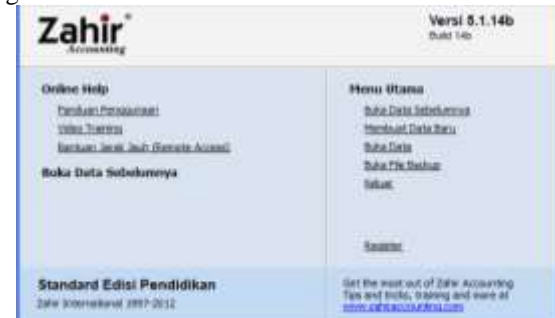 Zahir
Accounting
Versi 5.1.14b
Build 14b
Online Help
Panduan Penggunaan
Video Training
Bantuan Jarak Jauh (Remote Access)
Buka Data Sebelumnya
Menu Utama
Buka Data Sebelumnya
Membuat Data Baru
Buka Data
Buka File Backup
Keluar
Register
Standard Edisi Pendidikan
Zahir International 1997-2012
Get the most out of Zahir Accounting
Tips and tricks, training and more at
www.zahiraccounting.com